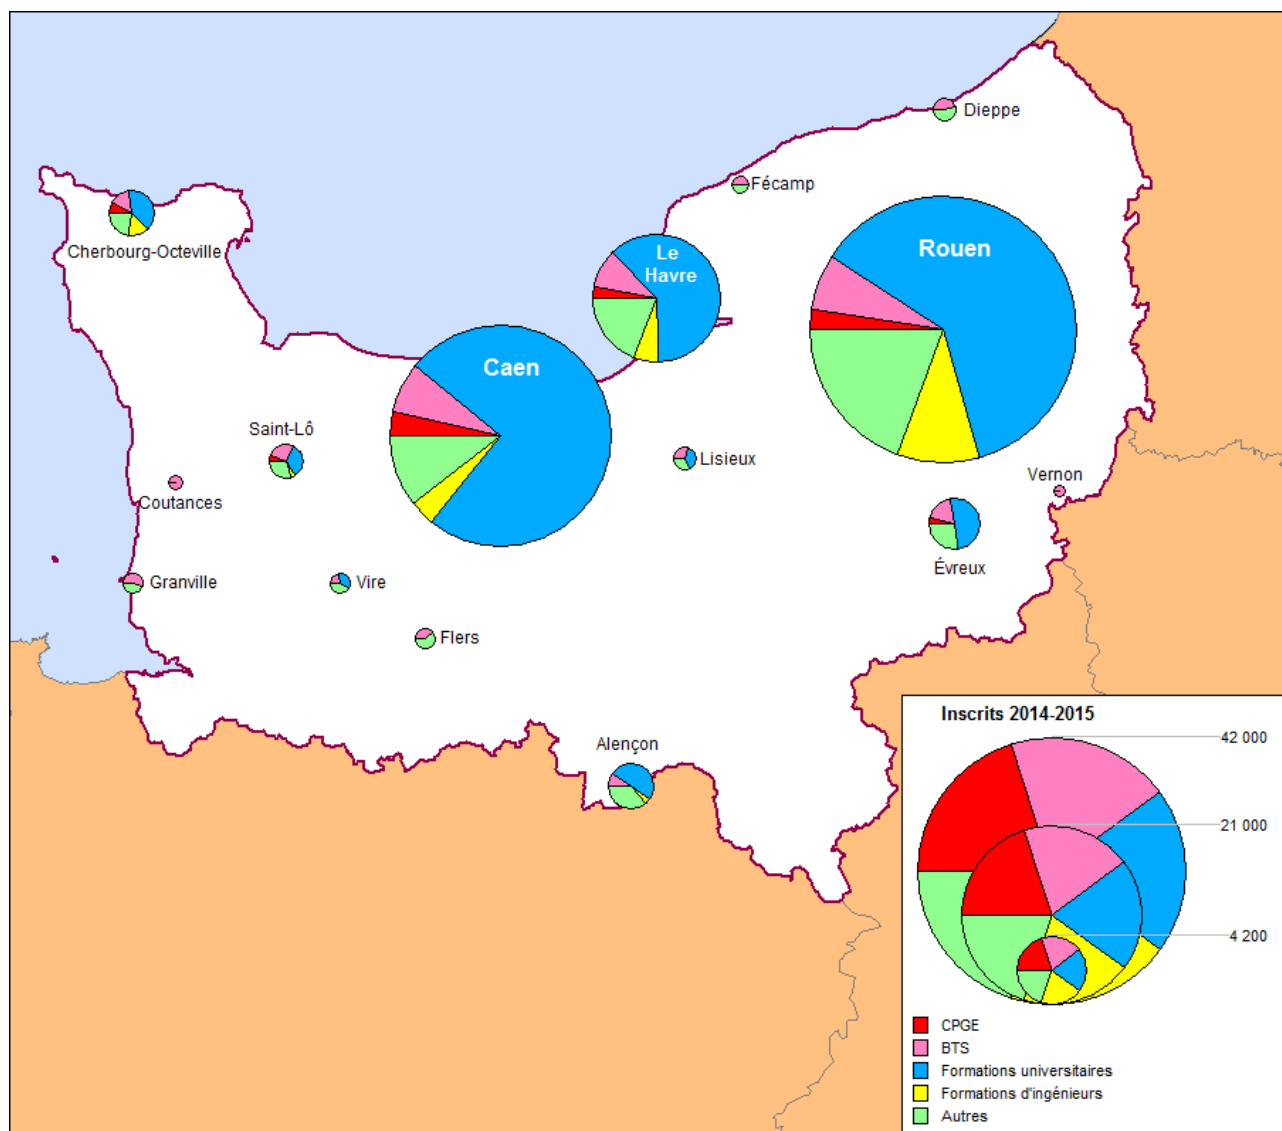 Dieppe
Fécamp
Cherbourg-Octeville
Le
Havre
Rouen
Caen
Saint-Lô
Lisieux
Coutances
Vernon
Évreux
Granville
Vire
Flers
Alençon
Inscrits 2014-2015
42 000
21 000
4 200
CPGE
BTS
Formations universitaires
Formations d'ingénieurs
Autres